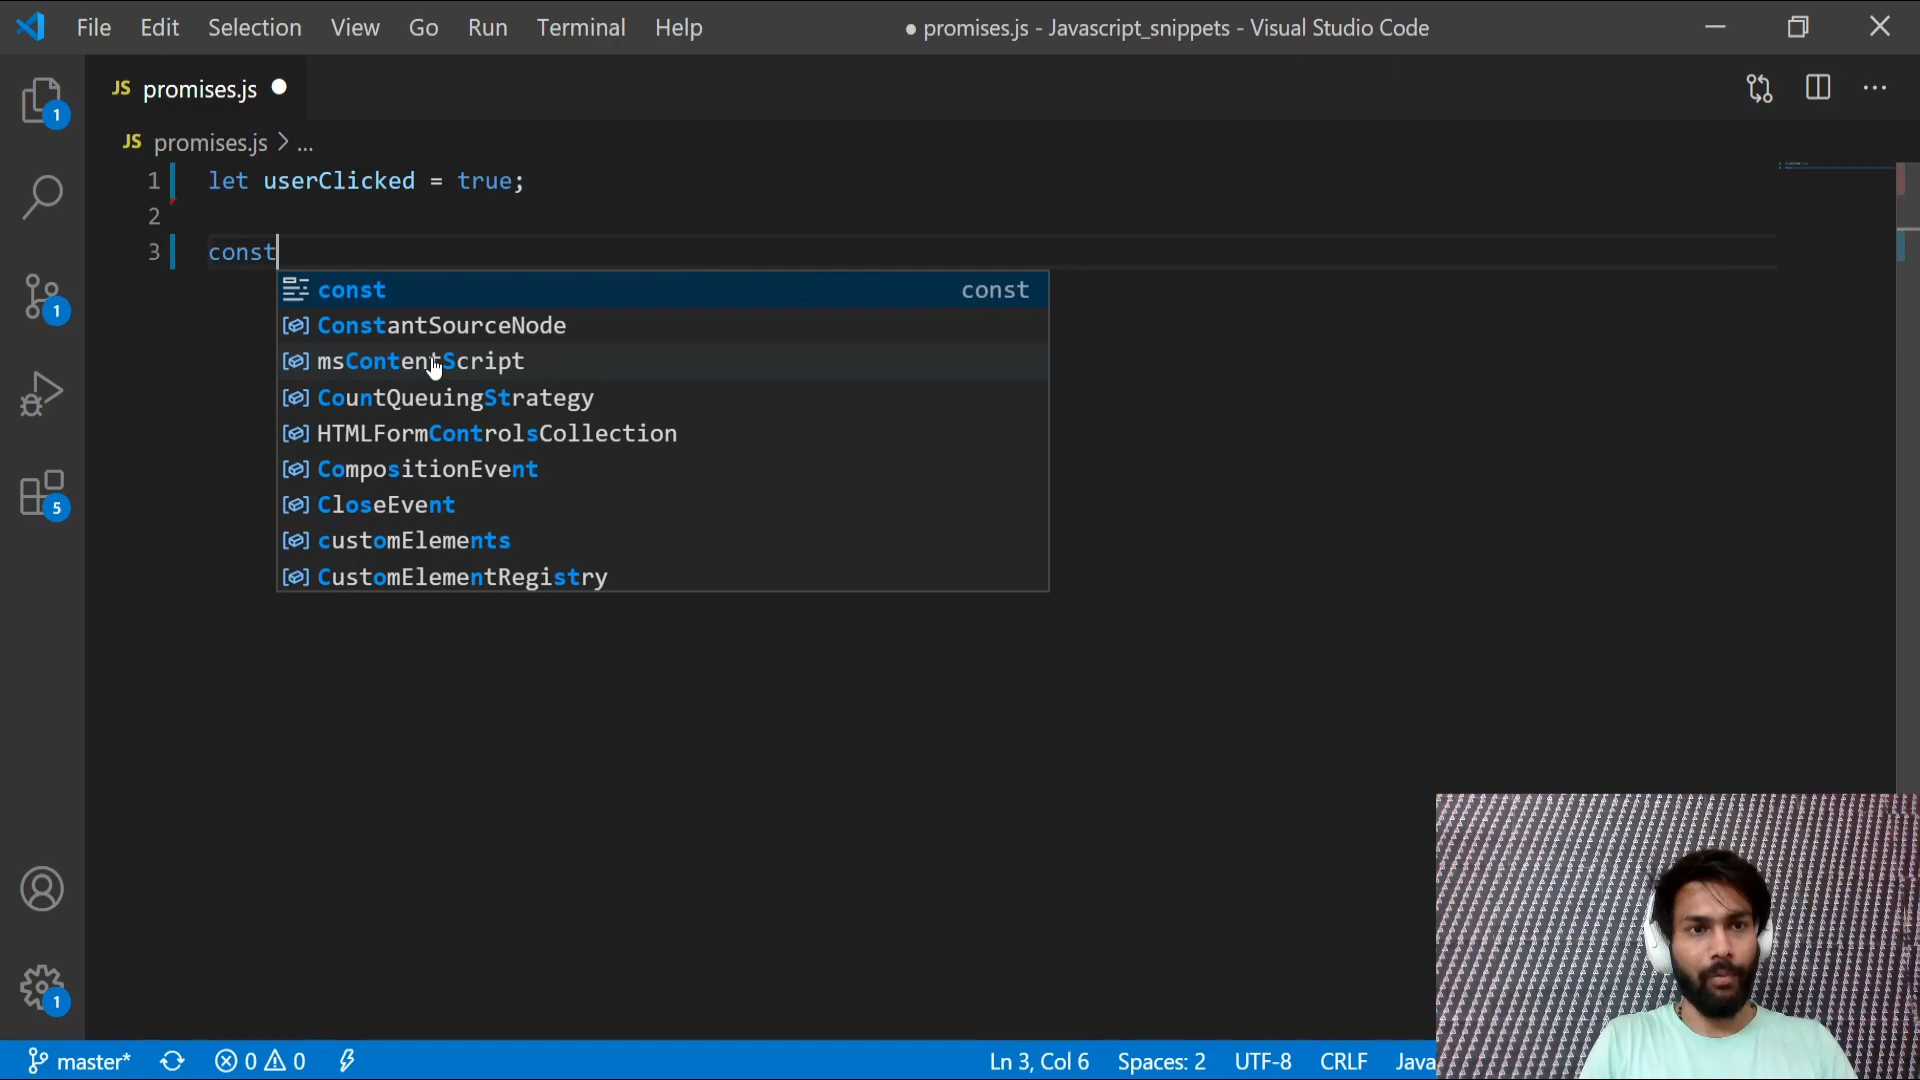 File Edit Selection View Go Run Terminal Help
● promises.js - Javascript_snippets - Visual Studio Code
JS promises.js ●
JS promises.js > ...
1 let userClicked = true;
2
3 const
const const
ConstantSourceNode
msContentScript
CountQueuingStrategy
HTMLFormControlsCollection
CompositionEvent
CloseEvent
customElements
CustomElementRegistry
1
1
5
1
master* 0 0 Ln 3, Col 6 Spaces: 2 UTF-8 CRLF Java